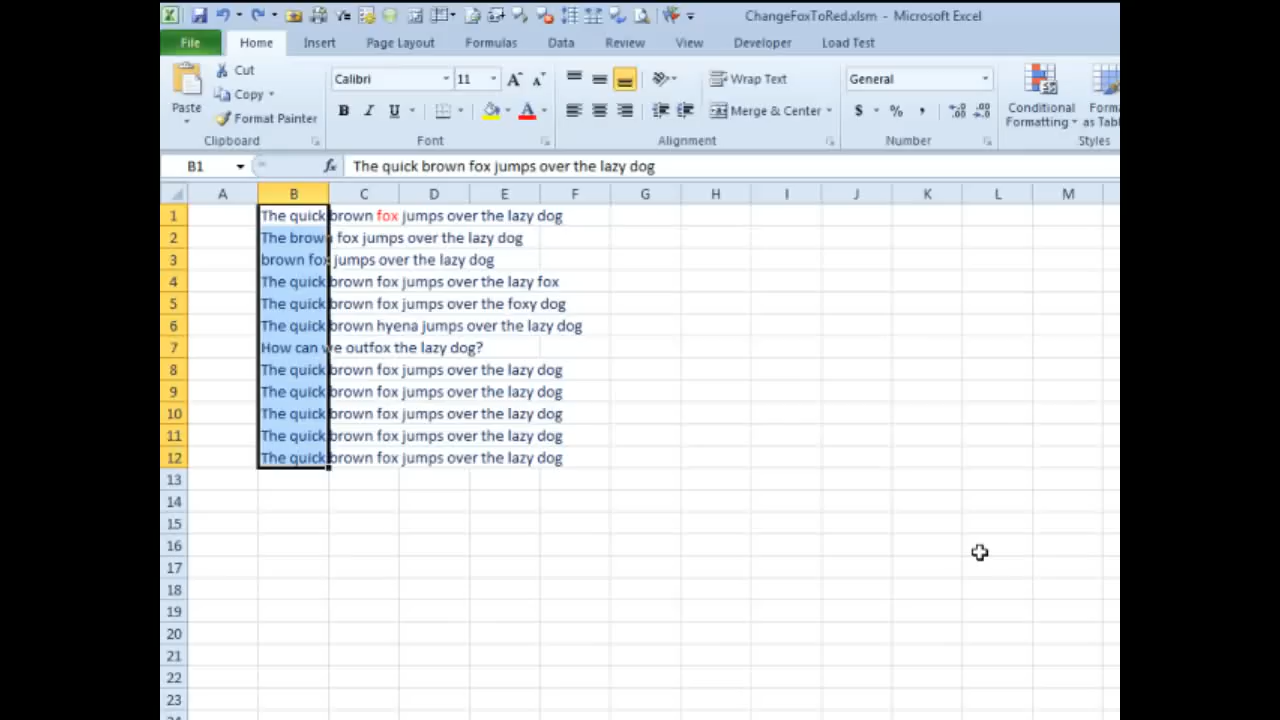 ChangeFoxToRed.xlsm - Microsoft Excel
File Home Insert Page Layout Formulas Data Review View Developer Load Test
Paste Cut Calibri 11 A A Wrap Text General Conditional Formatting
Copy B I U A Merge & Center $ % ,
Format Painter
Clipboard Font Alignment Number Styles
B1 fx The quick brown fox jumps over the lazy dog
A B C D E F G H I J K L M
1 The quick brown fox jumps over the lazy dog
2 The brown fox jumps over the lazy dog
3 brown fox jumps over the lazy dog
4 The quick brown fox jumps over the lazy fox
5 The quick brown fox jumps over the foxy dog
6 The quick brown hyena jumps over the lazy dog
7 How can we outfox the lazy dog?
8 The quick brown fox jumps over the lazy dog
9 The quick brown fox jumps over the lazy dog
10 The quick brown fox jumps over the lazy dog
11 The quick brown fox jumps over the lazy dog
12 The quick brown fox jumps over the lazy dog
13
14
15
16
17
18
19
20
21
22
23